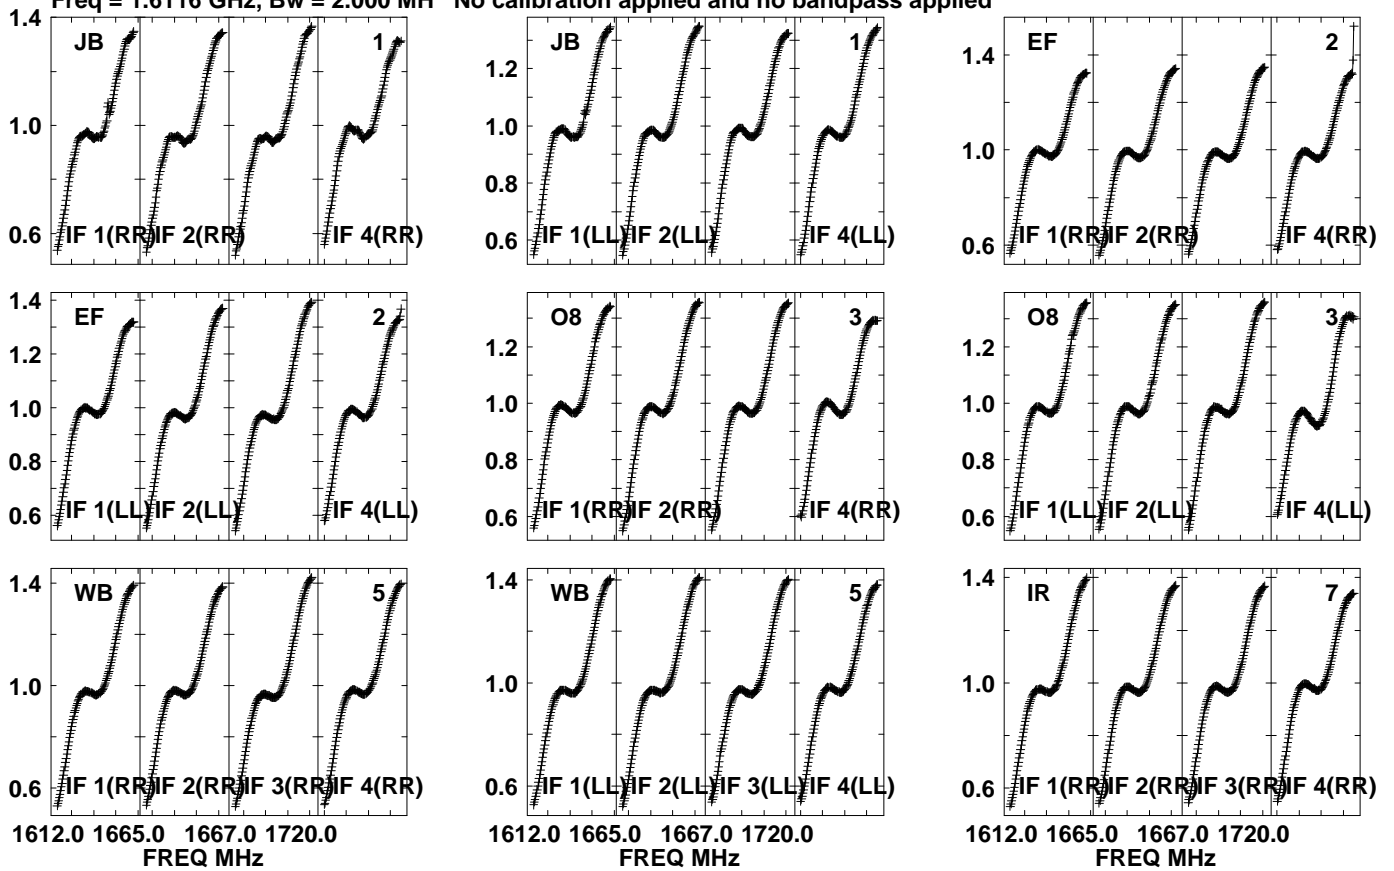 Freq = 1.6116 GHz, Bw = 2.000 MH No calibration applied and no bandpass applied
1.4 JB 1 JB 1 EF 2
1.4
1.2
1.0 1.0 1.0
0.8
0.6 IF 1(RR) IF 2(RR) IF 4(RR) 0.6 IF 1(LL) IF 2(LL) IF 4(LL) 0.6 IF 1(RR) IF 2(RR) IF 4(RR)
1.4 EF 2 O8 3 O8 3
1.2 1.2 1.2
1.0 1.0 1.0
0.8 0.8 0.8
0.6 IF 1(LL) IF 2(LL) IF 4(LL) 0.6 IF 1(RR) IF 2(RR) IF 4(RR) 0.6 IF 1(LL) IF 2(LL) IF 4(LL)
1.4 WB 5 1.4 WB 5 1.4 IR 7
1.0 1.0 1.0
0.6 IF 1(RR) IF 2(RR) IF 3(RR) IF 4(RR) 0.6 IF 1(LL) IF 2(LL) IF 3(LL) IF 4(LL) 0.6 IF 1(RR) IF 2(RR) IF 3(RR) IF 4(RR)
1612.0 1665.0 1667.0 1720.0 1612.0 1665.0 1667.0 1720.0
FREQ MHz FREQ MHz